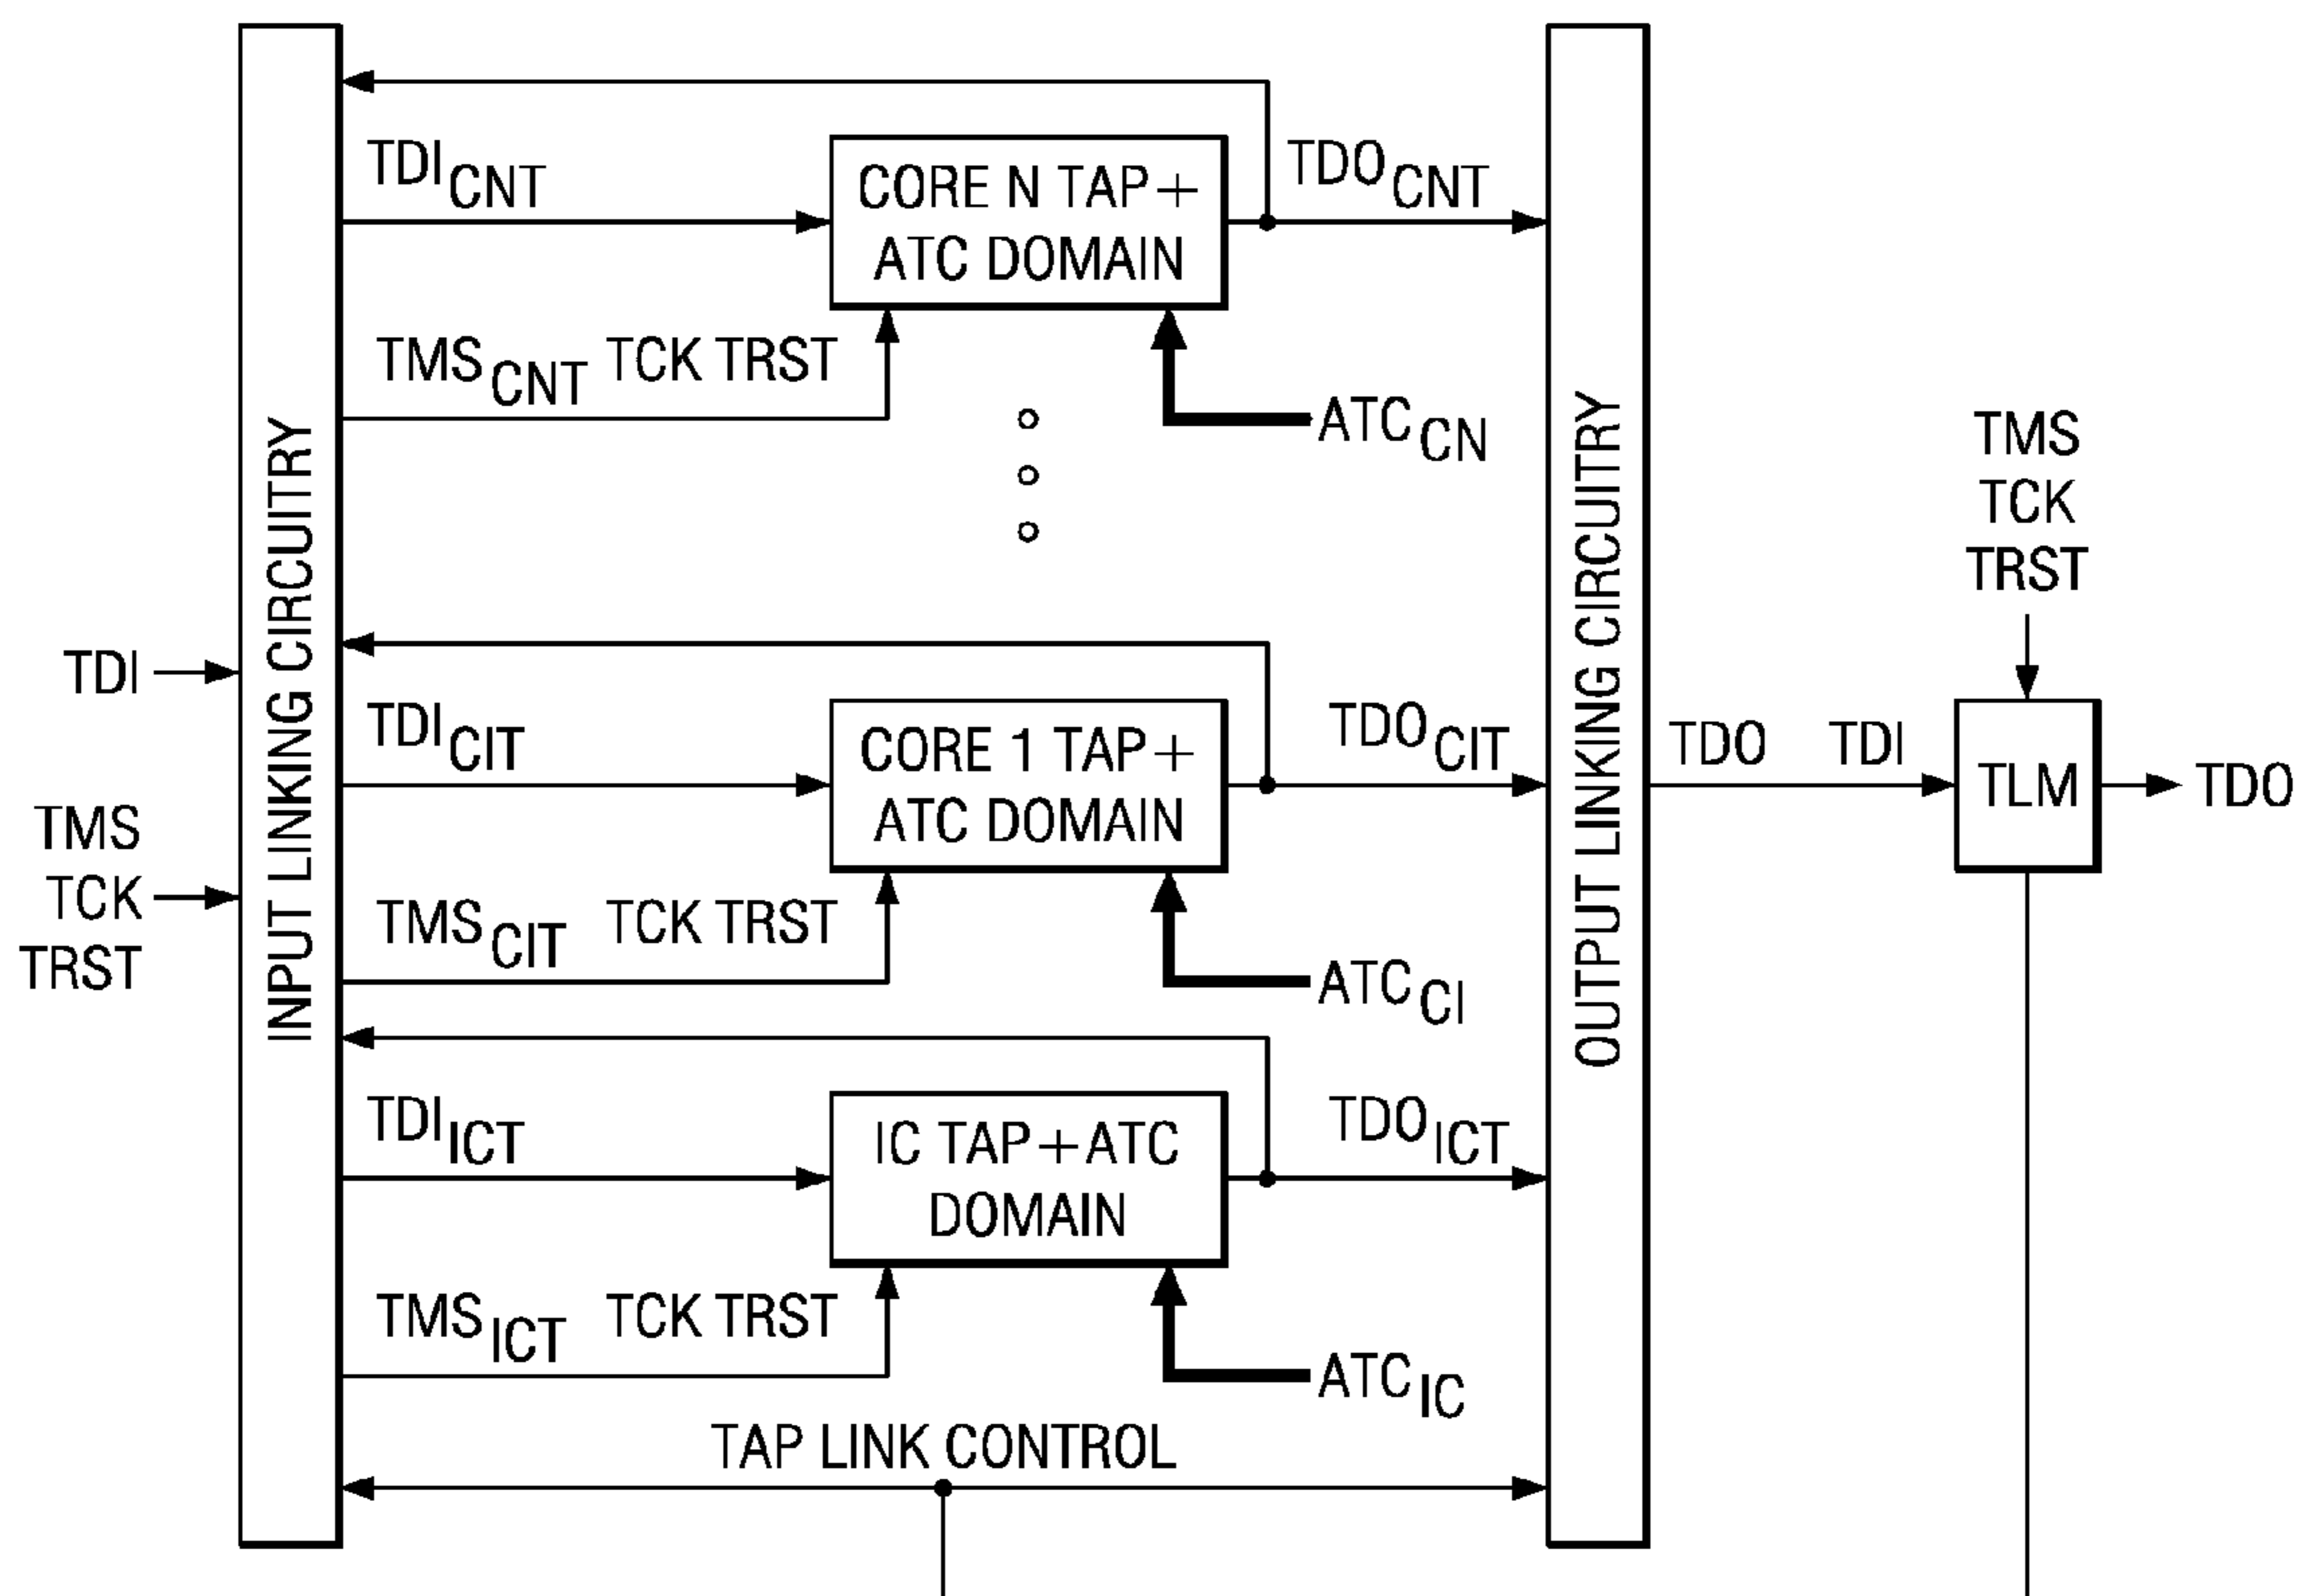 TDI CNT
CORE N TAP+
ATC DOMAIN
TDO CNT
TMS CNT TCK TRST
ATC CN
INPUT LINKING CIRCUITRY
OUTPUT LINKING CIRCUITRY
TMS
TCK
TRST
TDI
TDI CIT
CORE 1 TAP+
ATC DOMAIN
TDO CIT
TDO TDI
TLM
TDO
TMS
TCK
TRST
TMS CIT TCK TRST
ATC CI
TDI ICT
IC TAP+ATC
DOMAIN
TDO ICT
TMS ICT TCK TRST
ATC IC
TAP LINK CONTROL